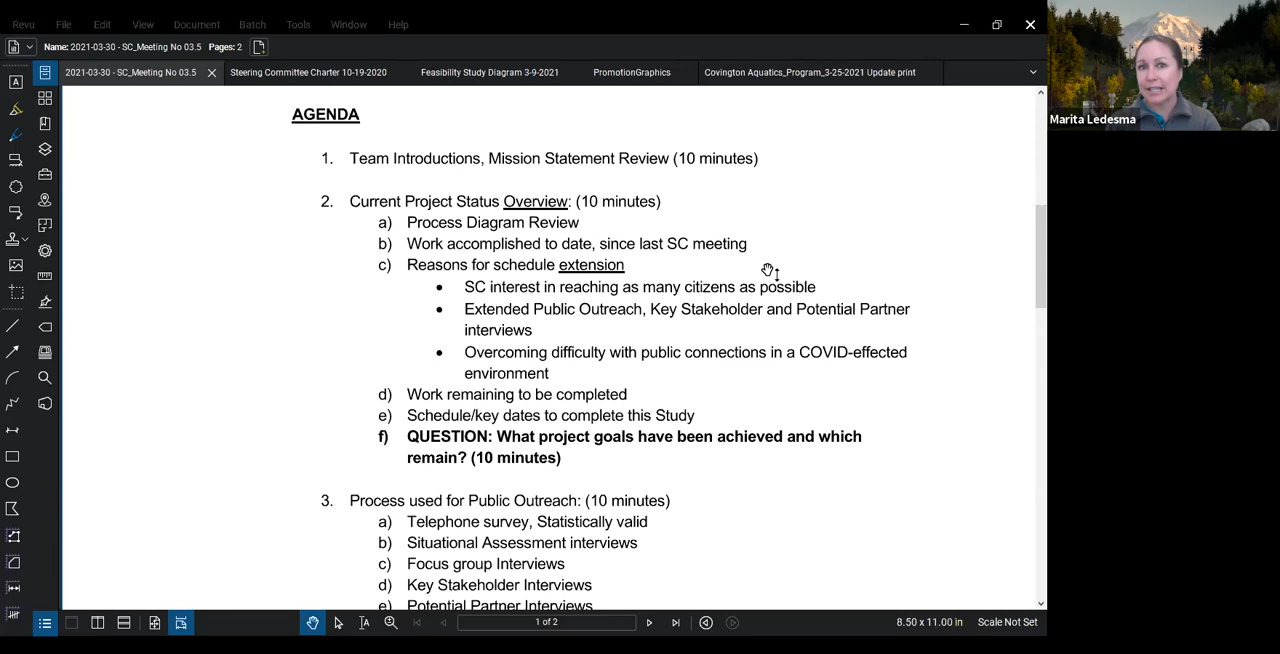 Revu File Edit View Document Batch Tools Window Help
Name: 2021-03-30 - SC_Meeting No 03.5 Pages: 2
2021-03-30 - SC_Meeting No 03.5 Steering Committee Charter 10-19-2020 Feasibility Study Diagram 3-9-2021 PromotionGraphics Covington Aquatics_Program_3-25-2021 Update print
Marita Ledesma
AGENDA
1. Team Introductions, Mission Statement Review (10 minutes)
2. Current Project Status Overview: (10 minutes)
a) Process Diagram Review
b) Work accomplished to date, since last SC meeting
c) Reasons for schedule extension
• SC interest in reaching as many citizens as possible
• Extended Public Outreach, Key Stakeholder and Potential Partner
interviews
• Overcoming difficulty with public connections in a COVID-effected
environment
d) Work remaining to be completed
e) Schedule/key dates to complete this Study
f) QUESTION: What project goals have been achieved and which
remain? (10 minutes)
3. Process used for Public Outreach: (10 minutes)
a) Telephone survey, Statistically valid
b) Situational Assessment interviews
c) Focus group Interviews
d) Key Stakeholder Interviews
e) Potential Partner Interviews
1 of 2 8.50 x 11.00 in Scale Not Set